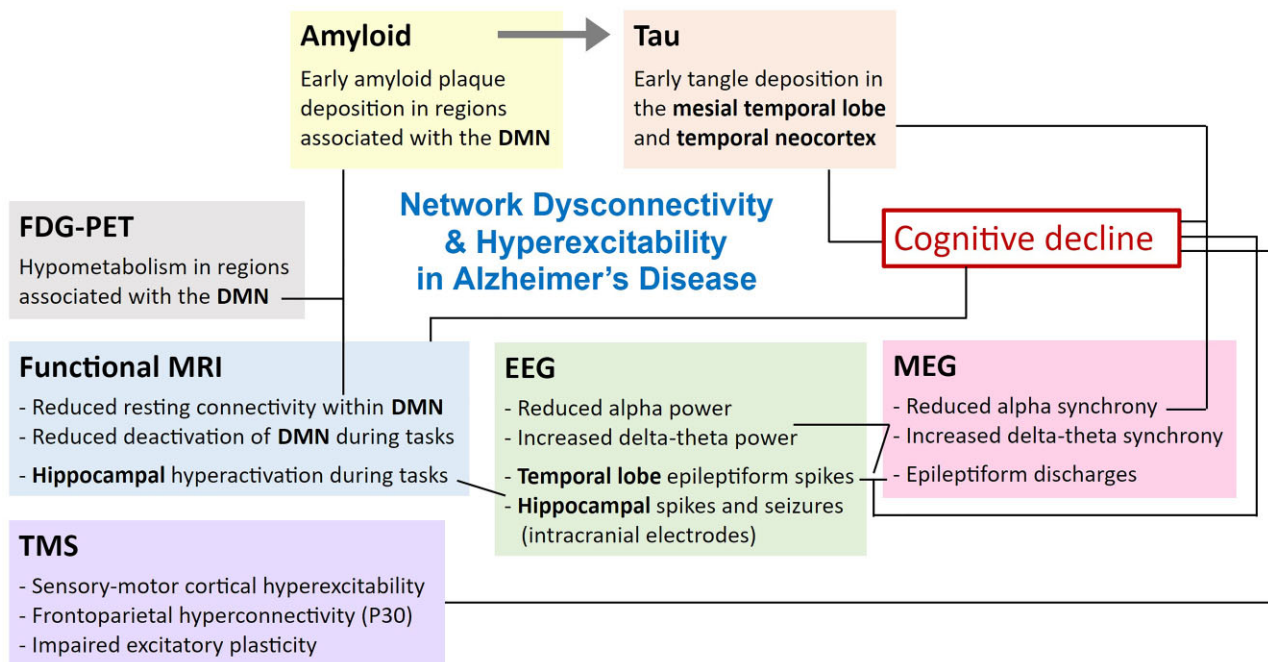 Amyloid
Early amyloid plaque
deposition in regions
associated with the DMN
Tau
Early tangle deposition in
the mesial temporal lobe
and temporal neocortex
Network Dysconnectivity
& Hyperexcitability
in Alzheimer's Disease
FDG-PET
Hypometabolism in regions
associated with the DMN
Cognitive decline
Functional MRI
- Reduced resting connectivity within DMN
- Reduced deactivation of DMN during tasks
- Hippocampal hyperactivation during tasks
EEG
- Reduced alpha power
- Increased delta-theta power
- Temporal lobe epileptiform spikes
- Hippocampal spikes and seizures
(intracranial electrodes)
MEG
- Reduced alpha synchrony
- Increased delta-theta synchrony
- Epileptiform discharges
TMS
- Sensory-motor cortical hyperexcitability
- Frontoparietal hyperconnectivity (P30)
- Impaired excitatory plasticity